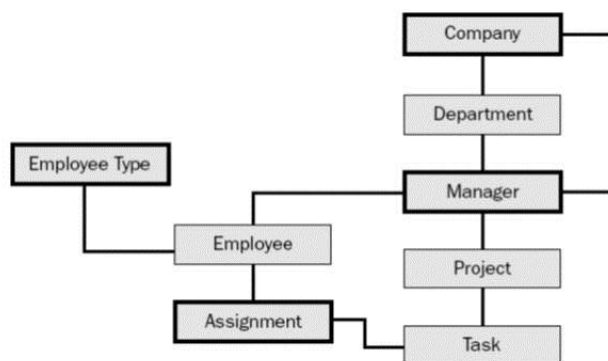 Company
Department
Employee Type
Manager
Employee
Project
Assignment
Task